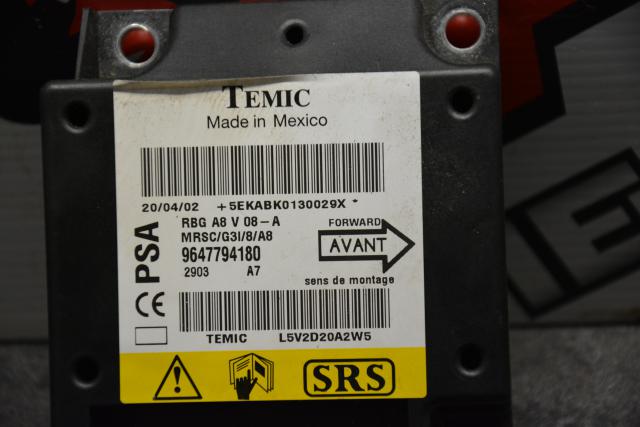 TEMIC
Made in Mexico
20/04/02 +5EKABK0130029X *
PSA
RBG A8 V 08-A
MRSC/G3I/8/A8
9647794180
2903 A7
FORWARD
AVANT
sens de montage
CE
TEMIC L5V2D20A2W5
SRS